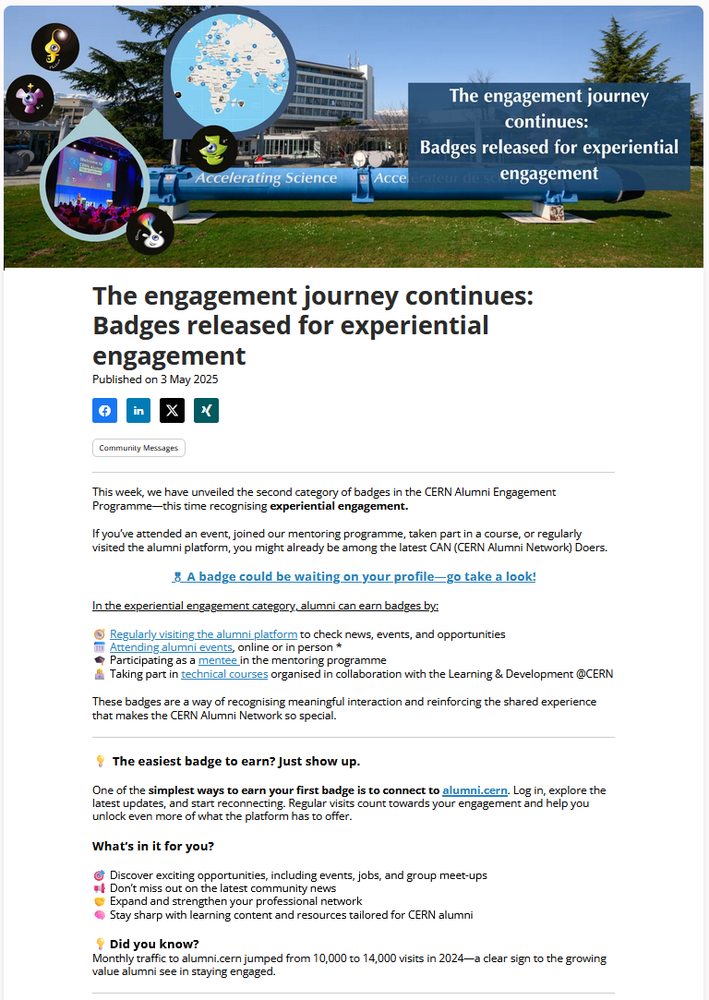 The engagement journey
continues:
Badges released for experiential
engagement
Accelerating Science
The engagement journey continues:
Badges released for experiential
engagement
Published on 3 May 2025
Community Messages
This week, we have unveiled the second category of badges in the CERN Alumni Engagement
Programme—this time recognising experiential engagement.
If you’ve attended an event, joined our mentoring programme, taken part in a course, or regularly
visited the alumni platform, you might already be among the latest CAN (CERN Alumni Network) Doers.
🎖 A badge could be waiting on your profile—go take a look!
In the experiential engagement category, alumni can earn badges by:
🧭 Regularly visiting the alumni platform to check news, events, and opportunities
📅 Attending alumni events, online or in person *
🎓 Participating as a mentee in the mentoring programme
🧑‍💻 Taking part in technical courses organised in collaboration with the Learning & Development @CERN
These badges are a way of recognising meaningful interaction and reinforcing the shared experience
that makes the CERN Alumni Network so special.
💡 The easiest badge to earn? Just show up.
One of the simplest ways to earn your first badge is to connect to alumni.cern. Log in, explore the
latest updates, and start reconnecting. Regular visits count towards your engagement and help you
unlock even more of what the platform has to offer.
What’s in it for you?
🎯 Discover exciting opportunities, including events, jobs, and group meet-ups
📢 Don’t miss out on the latest community news
🤝 Expand and strengthen your professional network
🧠 Stay sharp with learning content and resources tailored for CERN alumni
💡 Did you know?
Monthly traffic to alumni.cern jumped from 10,000 to 14,000 visits in 2024—a clear sign to the growing
value alumni see in staying engaged.